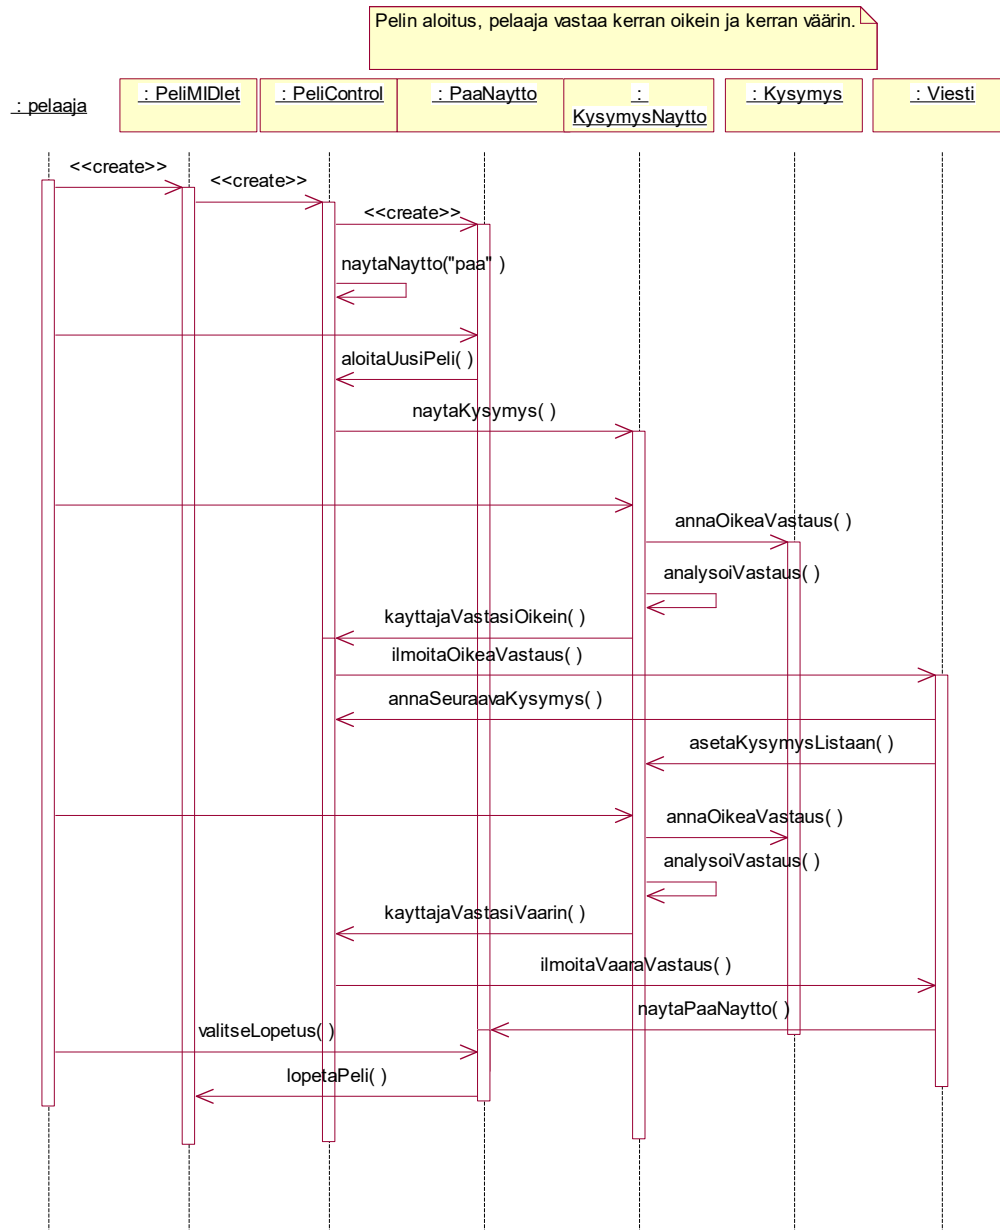 Pelin aloitus, pelaaja vastaa kerran oikein ja kerran väärin.
: pelaaja
: PeliMIDlet
: PeliControl
: PaaNaytto
:
KysymysNaytto
: Kysymys
: Viesti
<<create>>
<<create>>
<<create>>
naytaNaytto("paa" )
aloitaUusiPeli( )
naytaKysymys( )
annaOikeaVastaus( )
analysoiVastaus( )
kayttajaVastasiOikein( )
ilmoitaOikeaVastaus( )
annaSeuraavaKysymys( )
asetaKysymysListaan( )
annaOikeaVastaus( )
analysoiVastaus( )
kayttajaVastasiVaarin( )
ilmoitaVaaraVastaus( )
naytaPaaNaytto( )
valitseLopetus( )
lopetaPeli( )